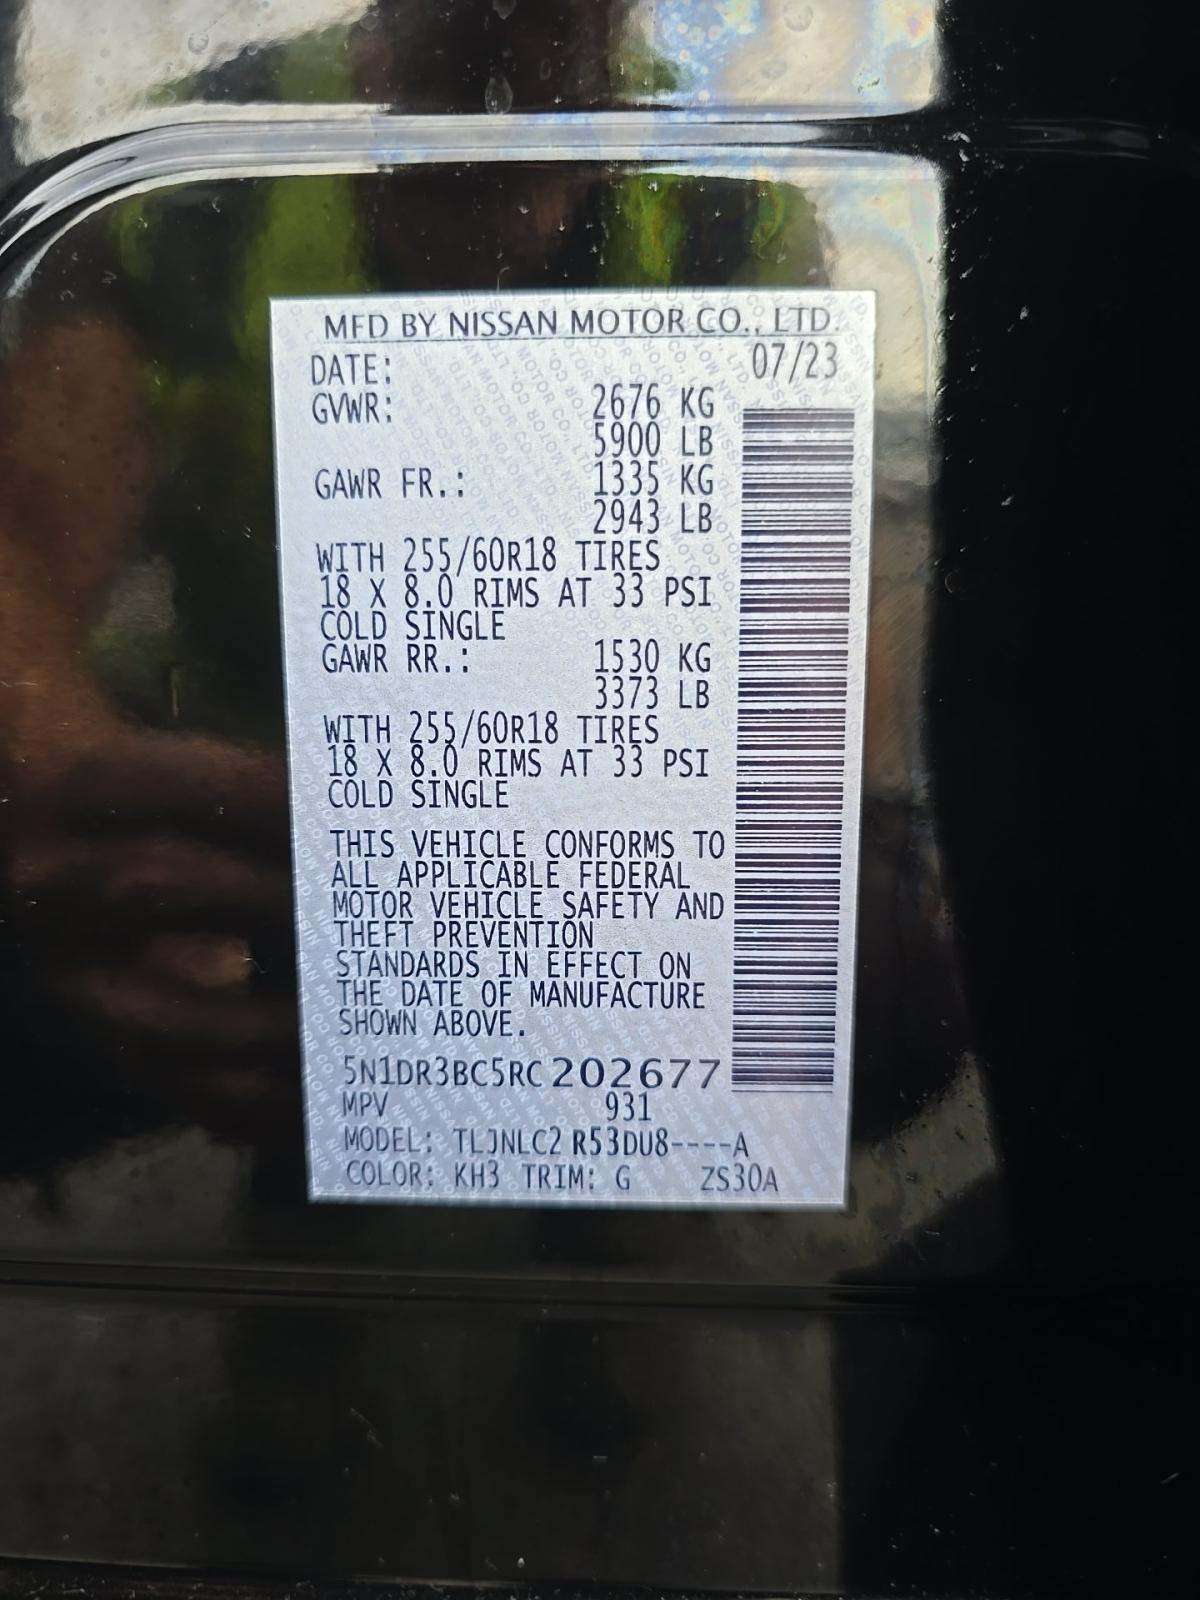 MFD BY NISSAN MOTOR CO., LTD.
DATE: 07/23
GVWR: 2676 KG
5900 LB
GAWR FR.: 1335 KG
2943 LB
WITH 255/60R18 TIRES
18 X 8.0 RIMS AT 33 PSI
COLD SINGLE
GAWR RR.: 1530 KG
3373 LB
WITH 255/60R18 TIRES
18 X 8.0 RIMS AT 33 PSI
COLD SINGLE
THIS VEHICLE CONFORMS TO
ALL APPLICABLE FEDERAL
MOTOR VEHICLE SAFETY AND
THEFT PREVENTION
STANDARDS IN EFFECT ON
THE DATE OF MANUFACTURE
SHOWN ABOVE.
5N1DR3BC5RC202677
MPV 931
MODEL: TLJNLC2 R53DU8----A
COLOR: KH3 TRIM: G ZS30A